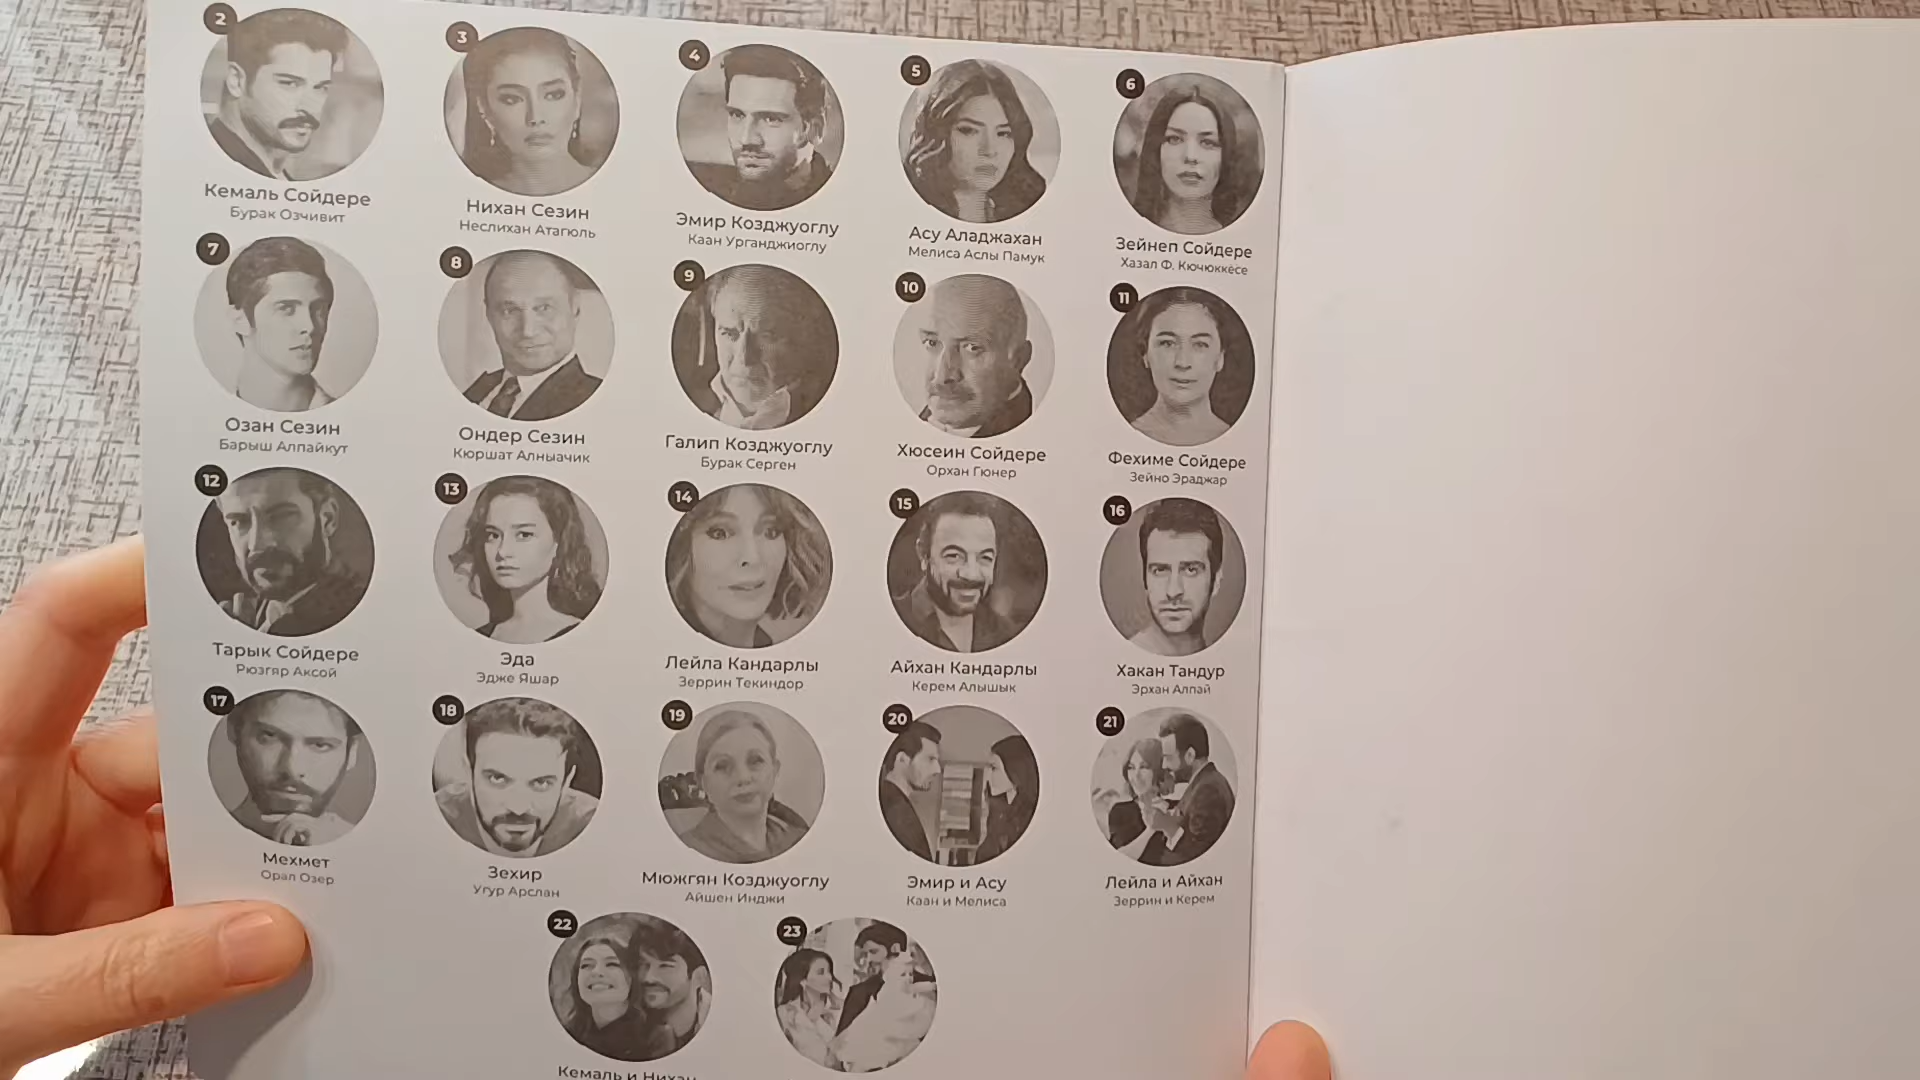 2
3
4
5
6
Кемаль Сойдере
Бурак Озчивит
Нихан Сезин
Неслихан Атагюль
Эмир Козджуоглу
Каан Урганджиоглу
Асу Аладжахан
Мелиса Аслы Памук
Зейнеп Сойдере
Хазал Ф. Кючюккёсе
7
8
9
10
11
Озан Сезин
Барыш Алпайкут
Ондер Сезин
Кюршат Алныачик
Галип Козджуоглу
Бурак Серген
Хюсеин Сойдере
Орхан Гюнер
Фехиме Сойдере
Зейно Эраджар
12
13
14
15
16
Тарык Сойдере
Рюзгяр Аксой
Эда
Эдже Яшар
Лейла Кандарлы
Зеррин Текиндор
Айхан Кандарлы
Керем Алышык
Хакан Тандур
Эрхан Алпай
17
18
19
20
21
Мехмет
Орал Озер
Зехир
Угур Арслан
Мюжгян Козджуоглу
Айшен Инджи
Эмир и Асу
Каан и Мелиса
Лейла и Айхан
Зеррин и Керем
22
23
Кемаль и Нихан